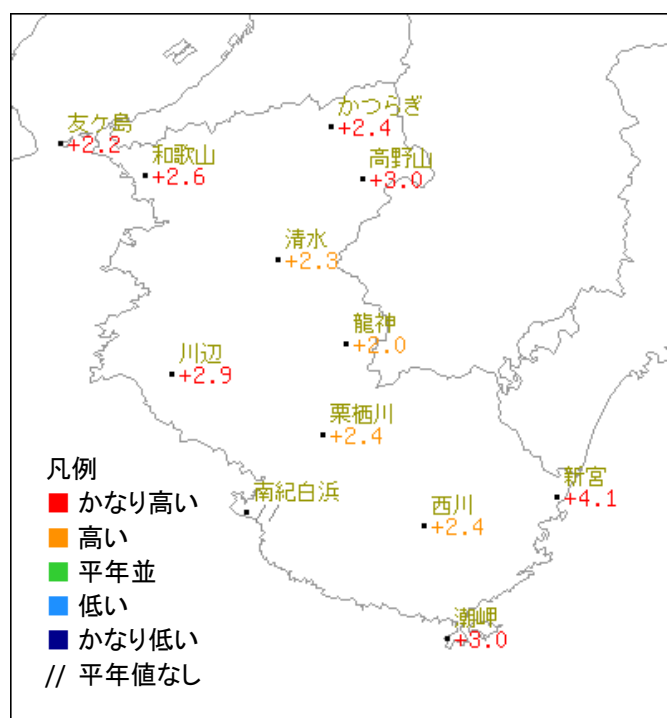 かつらぎ
+2.4
友ケ島
+2.2
和歌山
+2.6
高野山
+3.0
清水
+2.3
龍神
+2.0
川辺
+2.9
栗栖川
+2.4
南紀白浜
//
西川
+2.4
新宮
+4.1
潮岬
+3.0
凡例
かなり高い
高い
平年並
低い
かなり低い
// 平年値なし